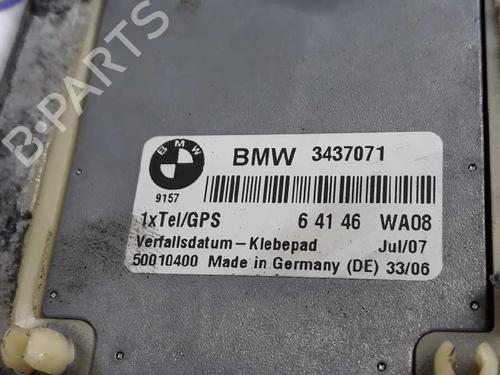 B-PARTS
BMW
BMW 3437071
9157
1xTel/GPS 6 41 46 WA08
Verfallsdatum-Klebepad Jul/07
50010400 Made in Germany (DE) 33/06